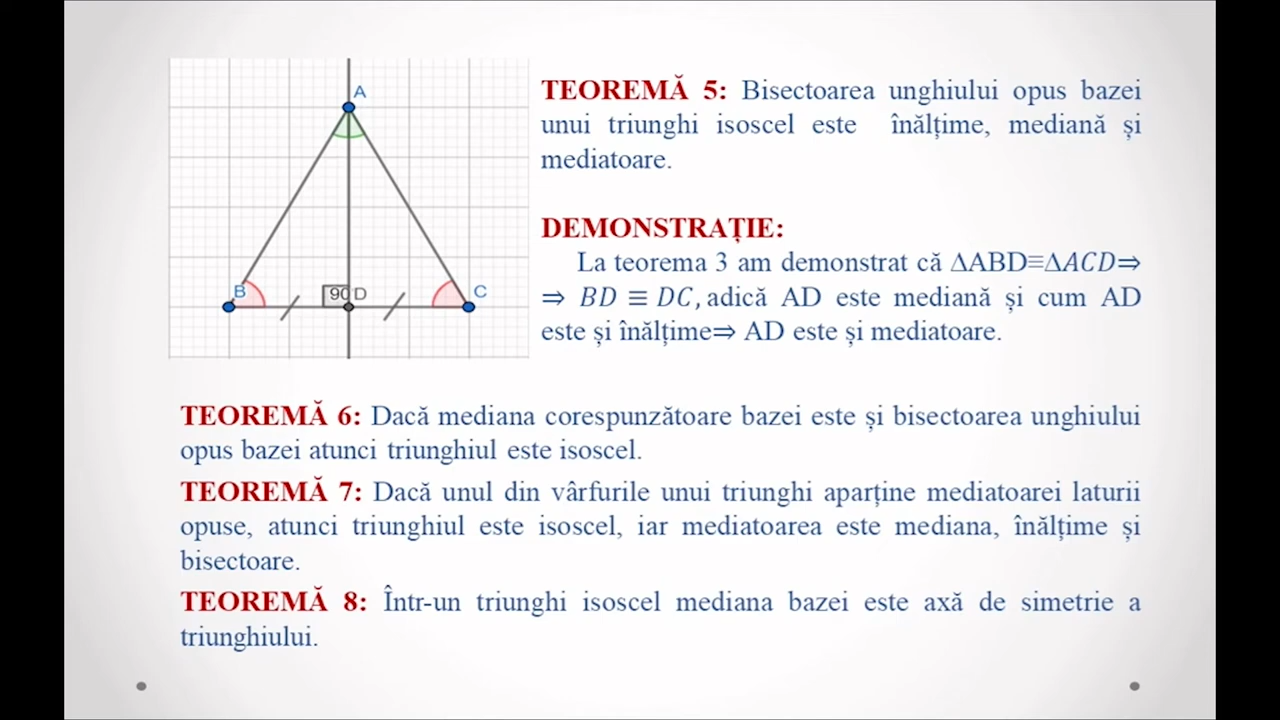 A
B
90
D
C
TEOREMĂ 5: Bisectoarea unghiului opus bazei
unui triunghi isoscel este înălțime, mediană și
mediatoare.
DEMONSTRAȚIE:
La teorema 3 am demonstrat că ∆ABD≡∆ACD⇒
⇒ BD ≡ DC, adică AD este mediană și cum AD
este și înălțime⇒ AD este și mediatoare.
TEOREMĂ 6: Dacă mediana corespunzătoare bazei este și bisectoarea unghiului
opus bazei atunci triunghiul este isoscel.
TEOREMĂ 7: Dacă unul din vârfurile unui triunghi aparține mediatoarei laturii
opuse, atunci triunghiul este isoscel, iar mediatoarea este mediana, înălțime și
bisectoare.
TEOREMĂ 8: Într-un triunghi isoscel mediana bazei este axă de simetrie a
triunghiului.